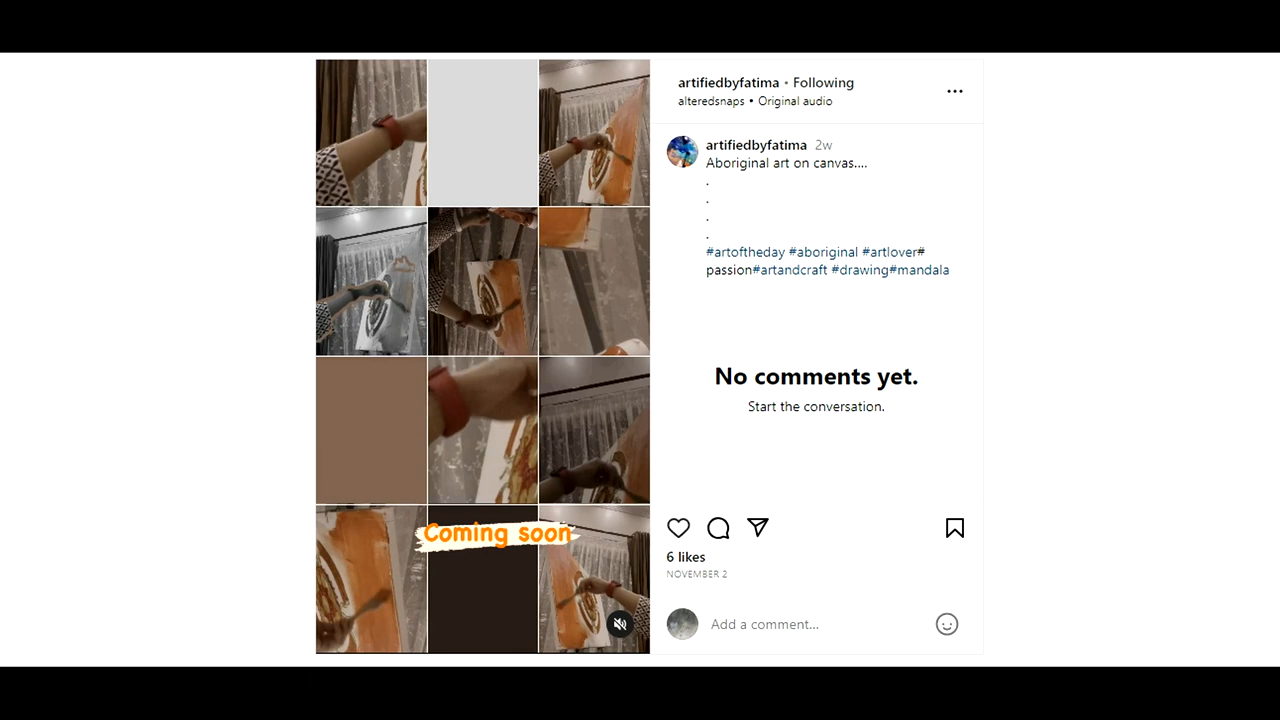 Coming soon
artifiedbyfatima • Following
alteredsnaps • Original audio
artifiedbyfatima 2w
Aboriginal art on canvas....
.
.
.
.
#artoftheday #aboriginal #artlover#
passion#artandcraft #drawing#mandala
No comments yet.
Start the conversation.
6 likes
NOVEMBER 2
Add a comment...